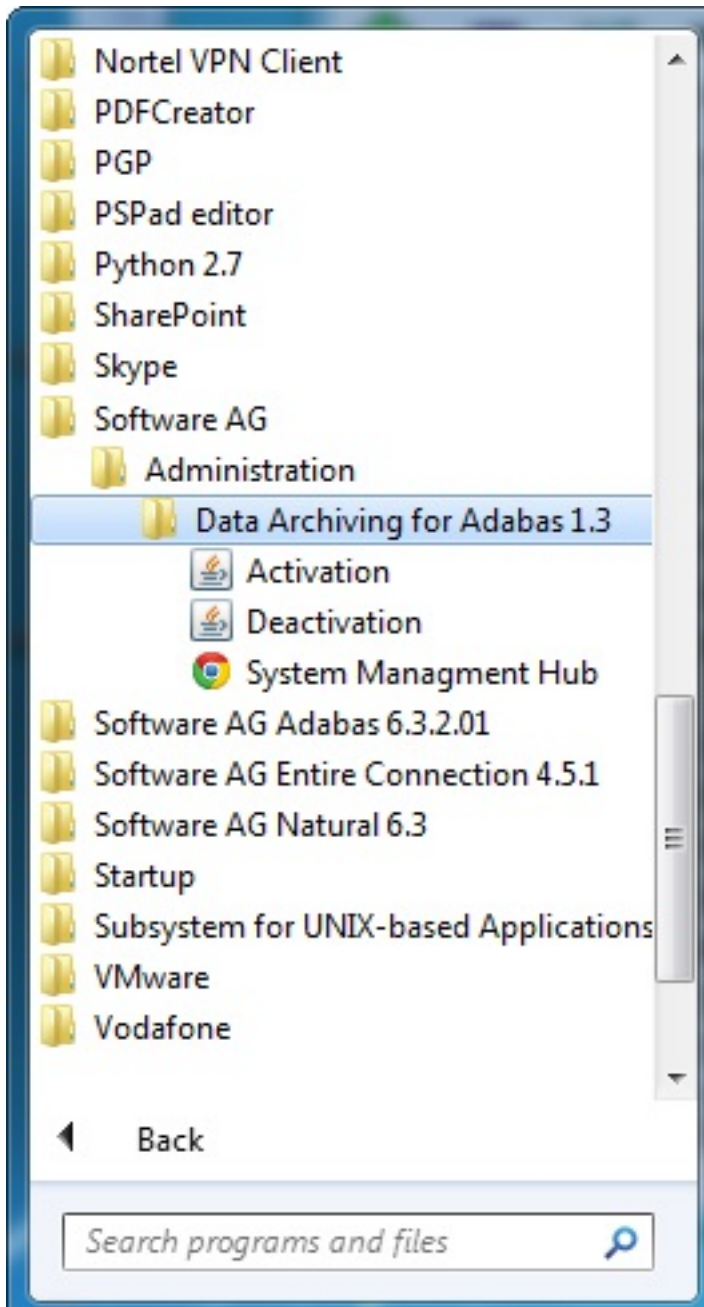 Nortel VPN Client
PDFCreator
PGP
PSPad editor
Python 2.7
SharePoint
Skype
Software AG
Administration
Data Archiving for Adabas 1.3
Activation
Deactivation
System Managment Hub
Software AG Adabas 6.3.2.01
Software AG Entire Connection 4.5.1
Software AG Natural 6.3
Startup
Subsystem for UNIX-based Applications
VMware
Vodafone
Back
Search programs and files